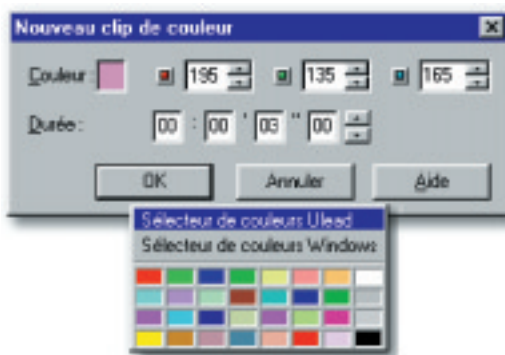 Nouveau clip de couleur
Couleur : 195 135 165
Durée : 00 : 00 ' 03 " 00
OK Annuler Aide
Sélecteur de couleurs Ulead
Sélecteur de couleurs Windows